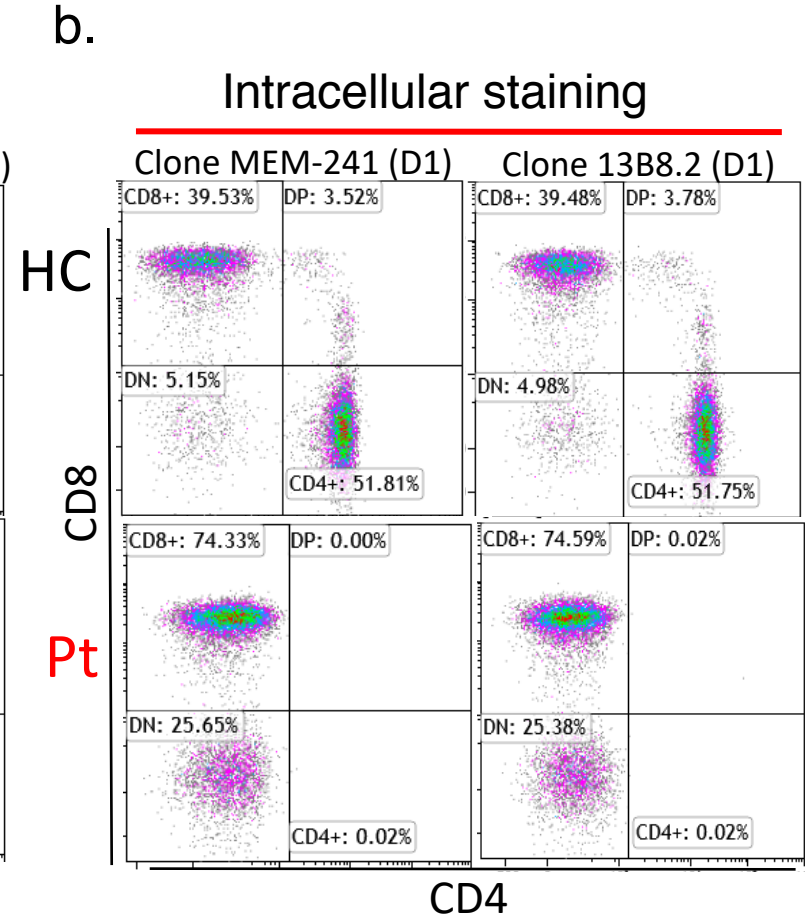 b.
Intracellular staining
)
Clone MEM-241 (D1)
Clone 13B8.2 (D1)
HC
CD8+: 39.53%
DP: 3.52%
DN: 5.15%
CD4+: 51.81%
CD8+: 39.48%
DP: 3.78%
DN: 4.98%
CD4+: 51.75%
CD8
Pt
CD8+: 74.33%
DP: 0.00%
DN: 25.65%
CD4+: 0.02%
CD8+: 74.59%
DP: 0.02%
DN: 25.38%
CD4+: 0.02%
CD4